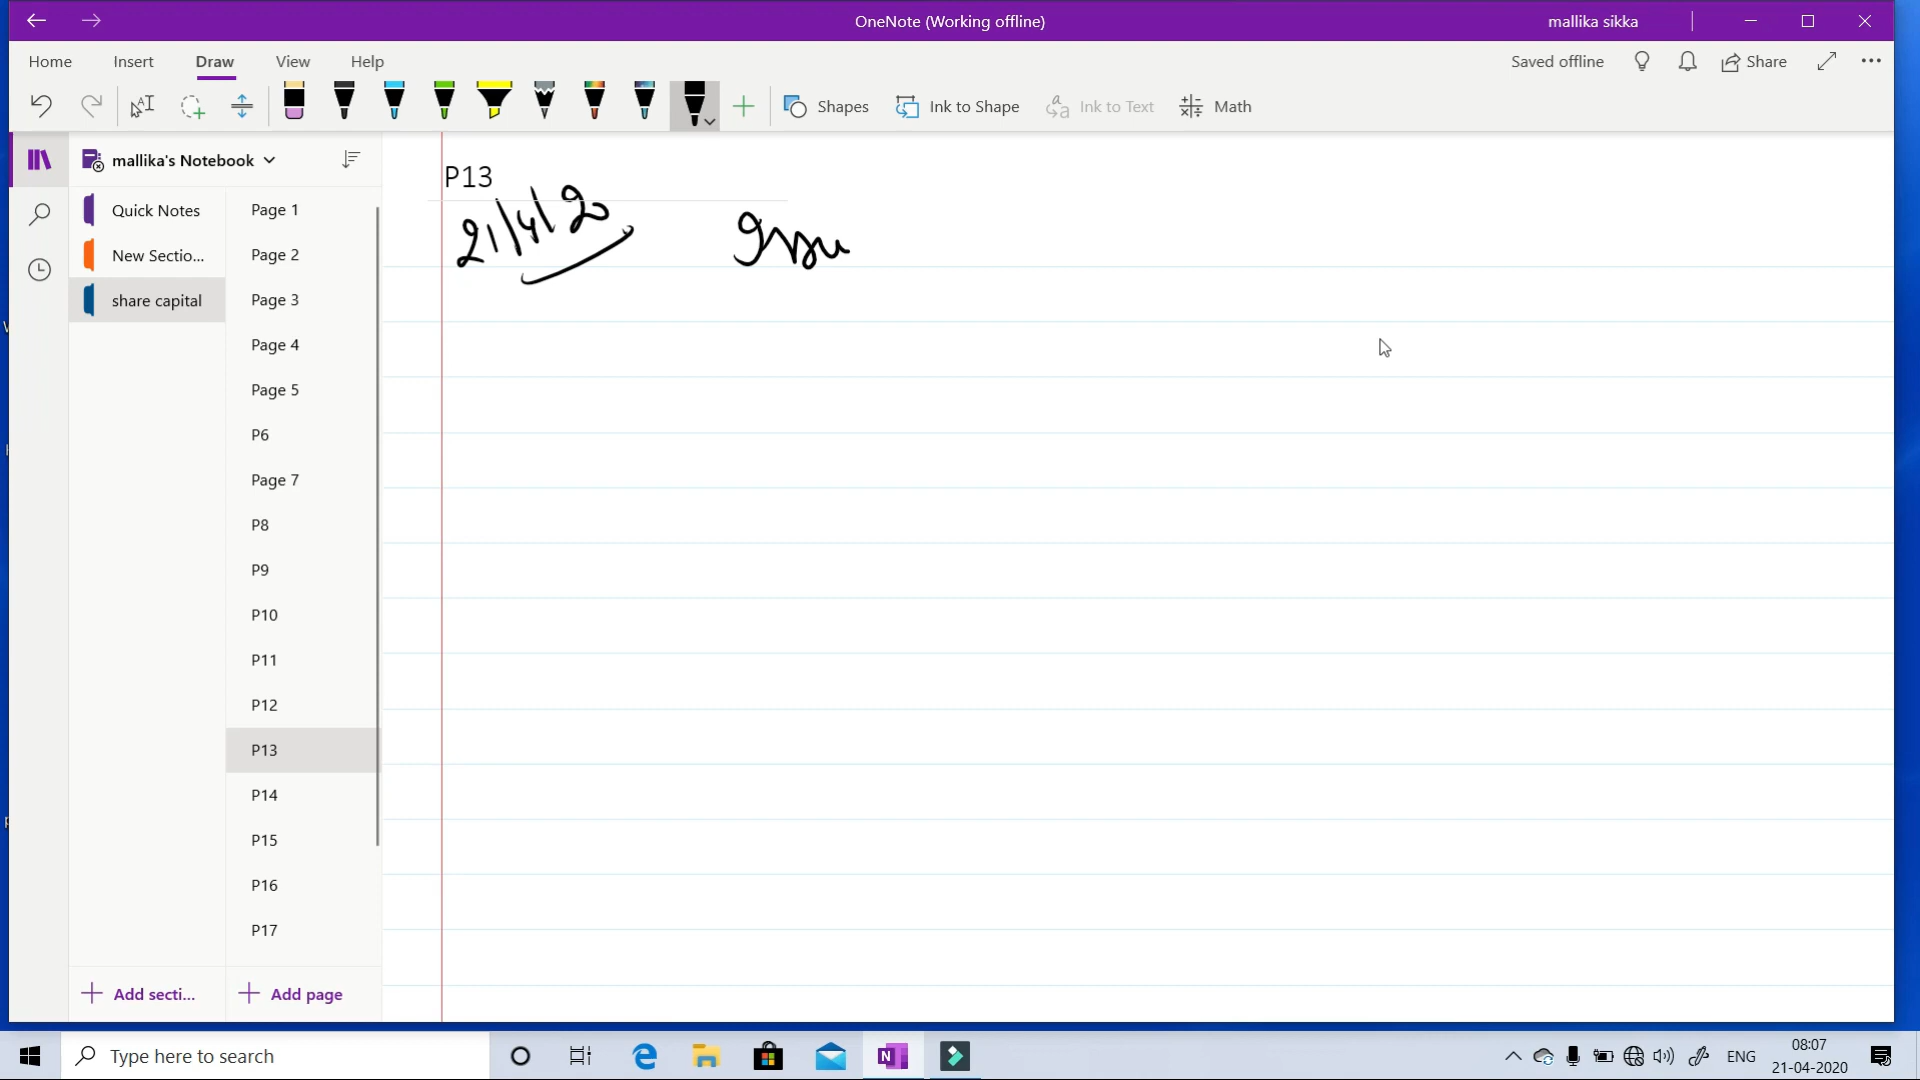 OneNote (Working offline)
mallika sikka
Home Insert Draw View Help
Saved offline
Share
Shapes
Ink to Shape
Ink to Text
Math
mallika's Notebook
Quick Notes
New Sectio...
share capital
Page 1
Page 2
Page 3
Page 4
Page 5
P6
Page 7
P8
P9
P10
P11
P12
P13
P14
P15
P16
P17
Add secti...
Add page
P13
21/4/20
Issu
Type here to search
ENG
08:07
21-04-2020